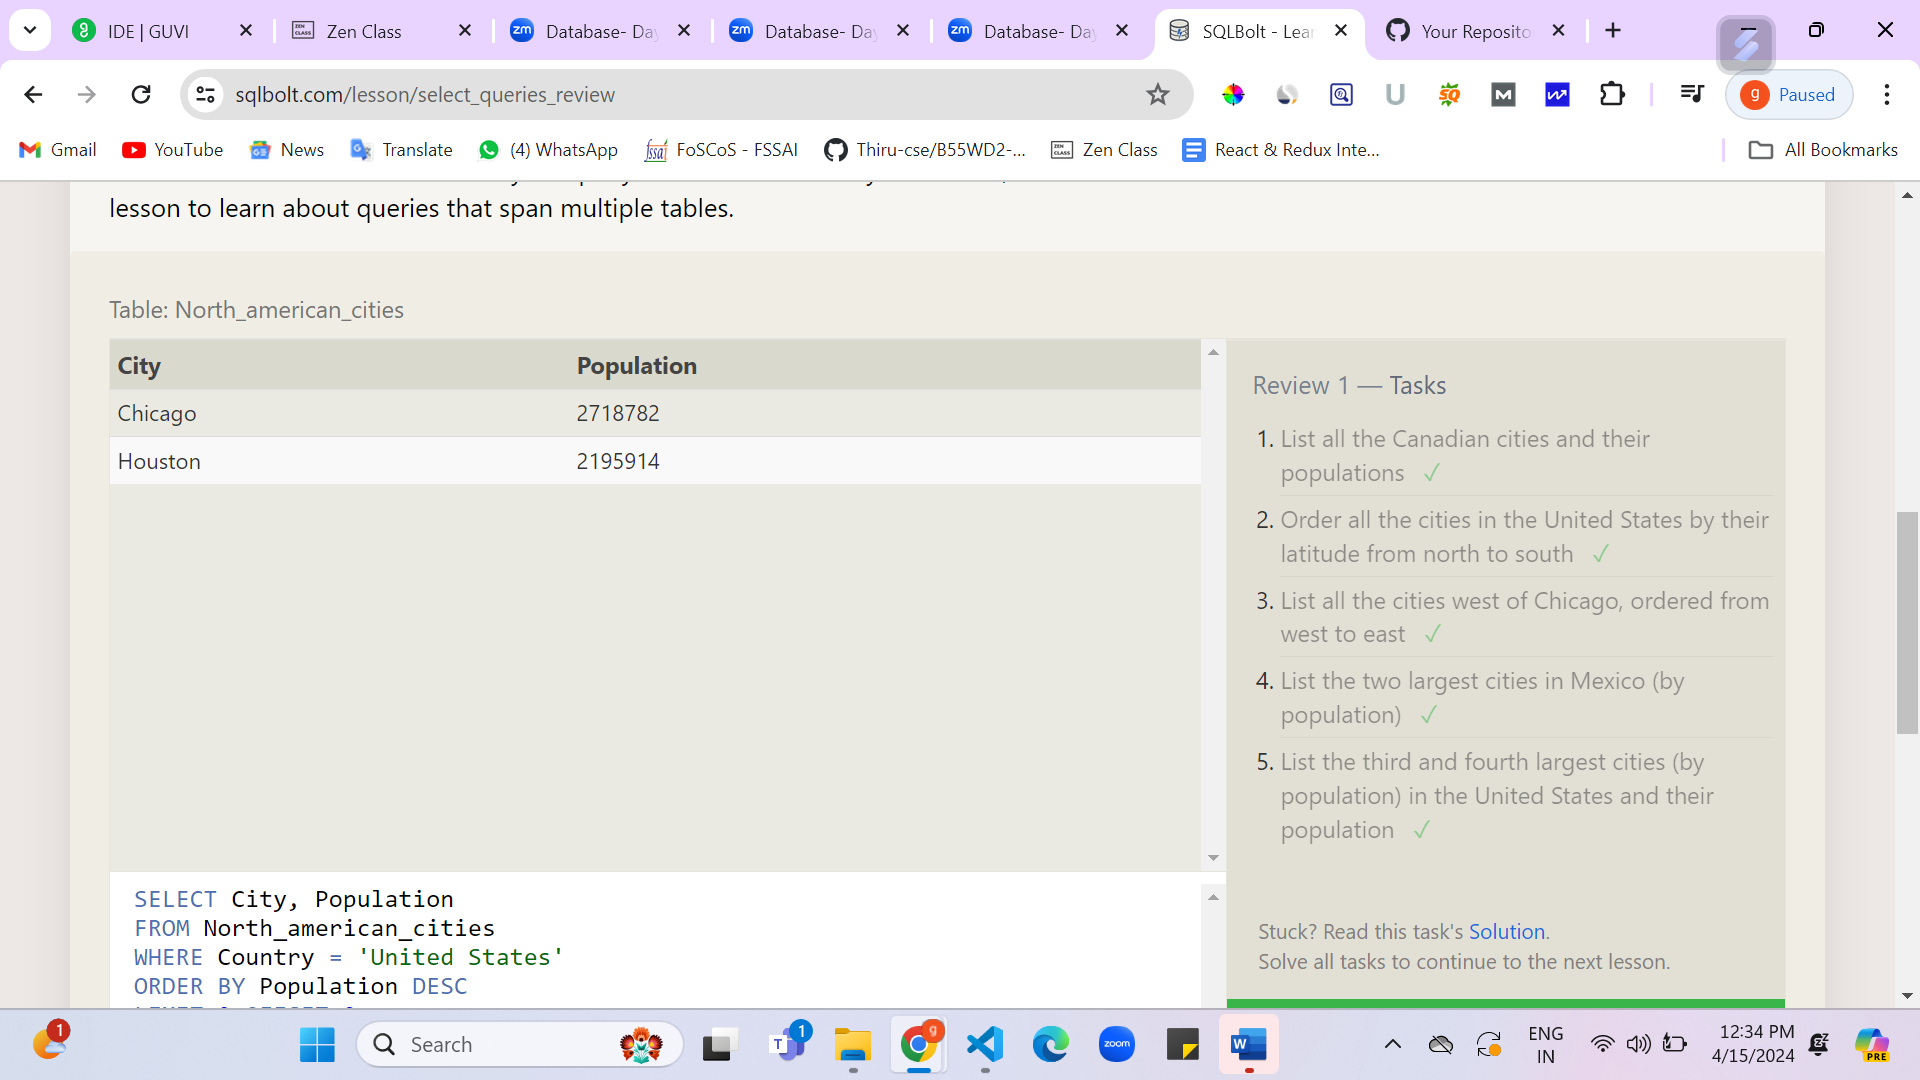 IDE | GUVI
Zen Class
Database- Da
Database- Da
Database- Da
SQLBolt - Lea
Your Reposito
sqlbolt.com/lesson/select_queries_review
Paused
Gmail
YouTube
News
Translate
(4) WhatsApp
FoSCoS - FSSAI
Thiru-cse/B55WD2-...
Zen Class
React & Redux Inte...
All Bookmarks
lesson to learn about queries that span multiple tables.
Table: North_american_cities
City Population
Chicago 2718782
Houston 2195914
Review 1 — Tasks
1. List all the Canadian cities and their
populations ✓
2. Order all the cities in the United States by their
latitude from north to south ✓
3. List all the cities west of Chicago, ordered from
west to east ✓
4. List the two largest cities in Mexico (by
population) ✓
5. List the third and fourth largest cities (by
population) in the United States and their
population ✓
SELECT City, Population
FROM North_american_cities
WHERE Country = 'United States'
ORDER BY Population DESC
Stuck? Read this task's Solution.
Solve all tasks to continue to the next lesson.
1
Search
1
zoom
ENG
IN
12:34 PM
4/15/2024
PRE